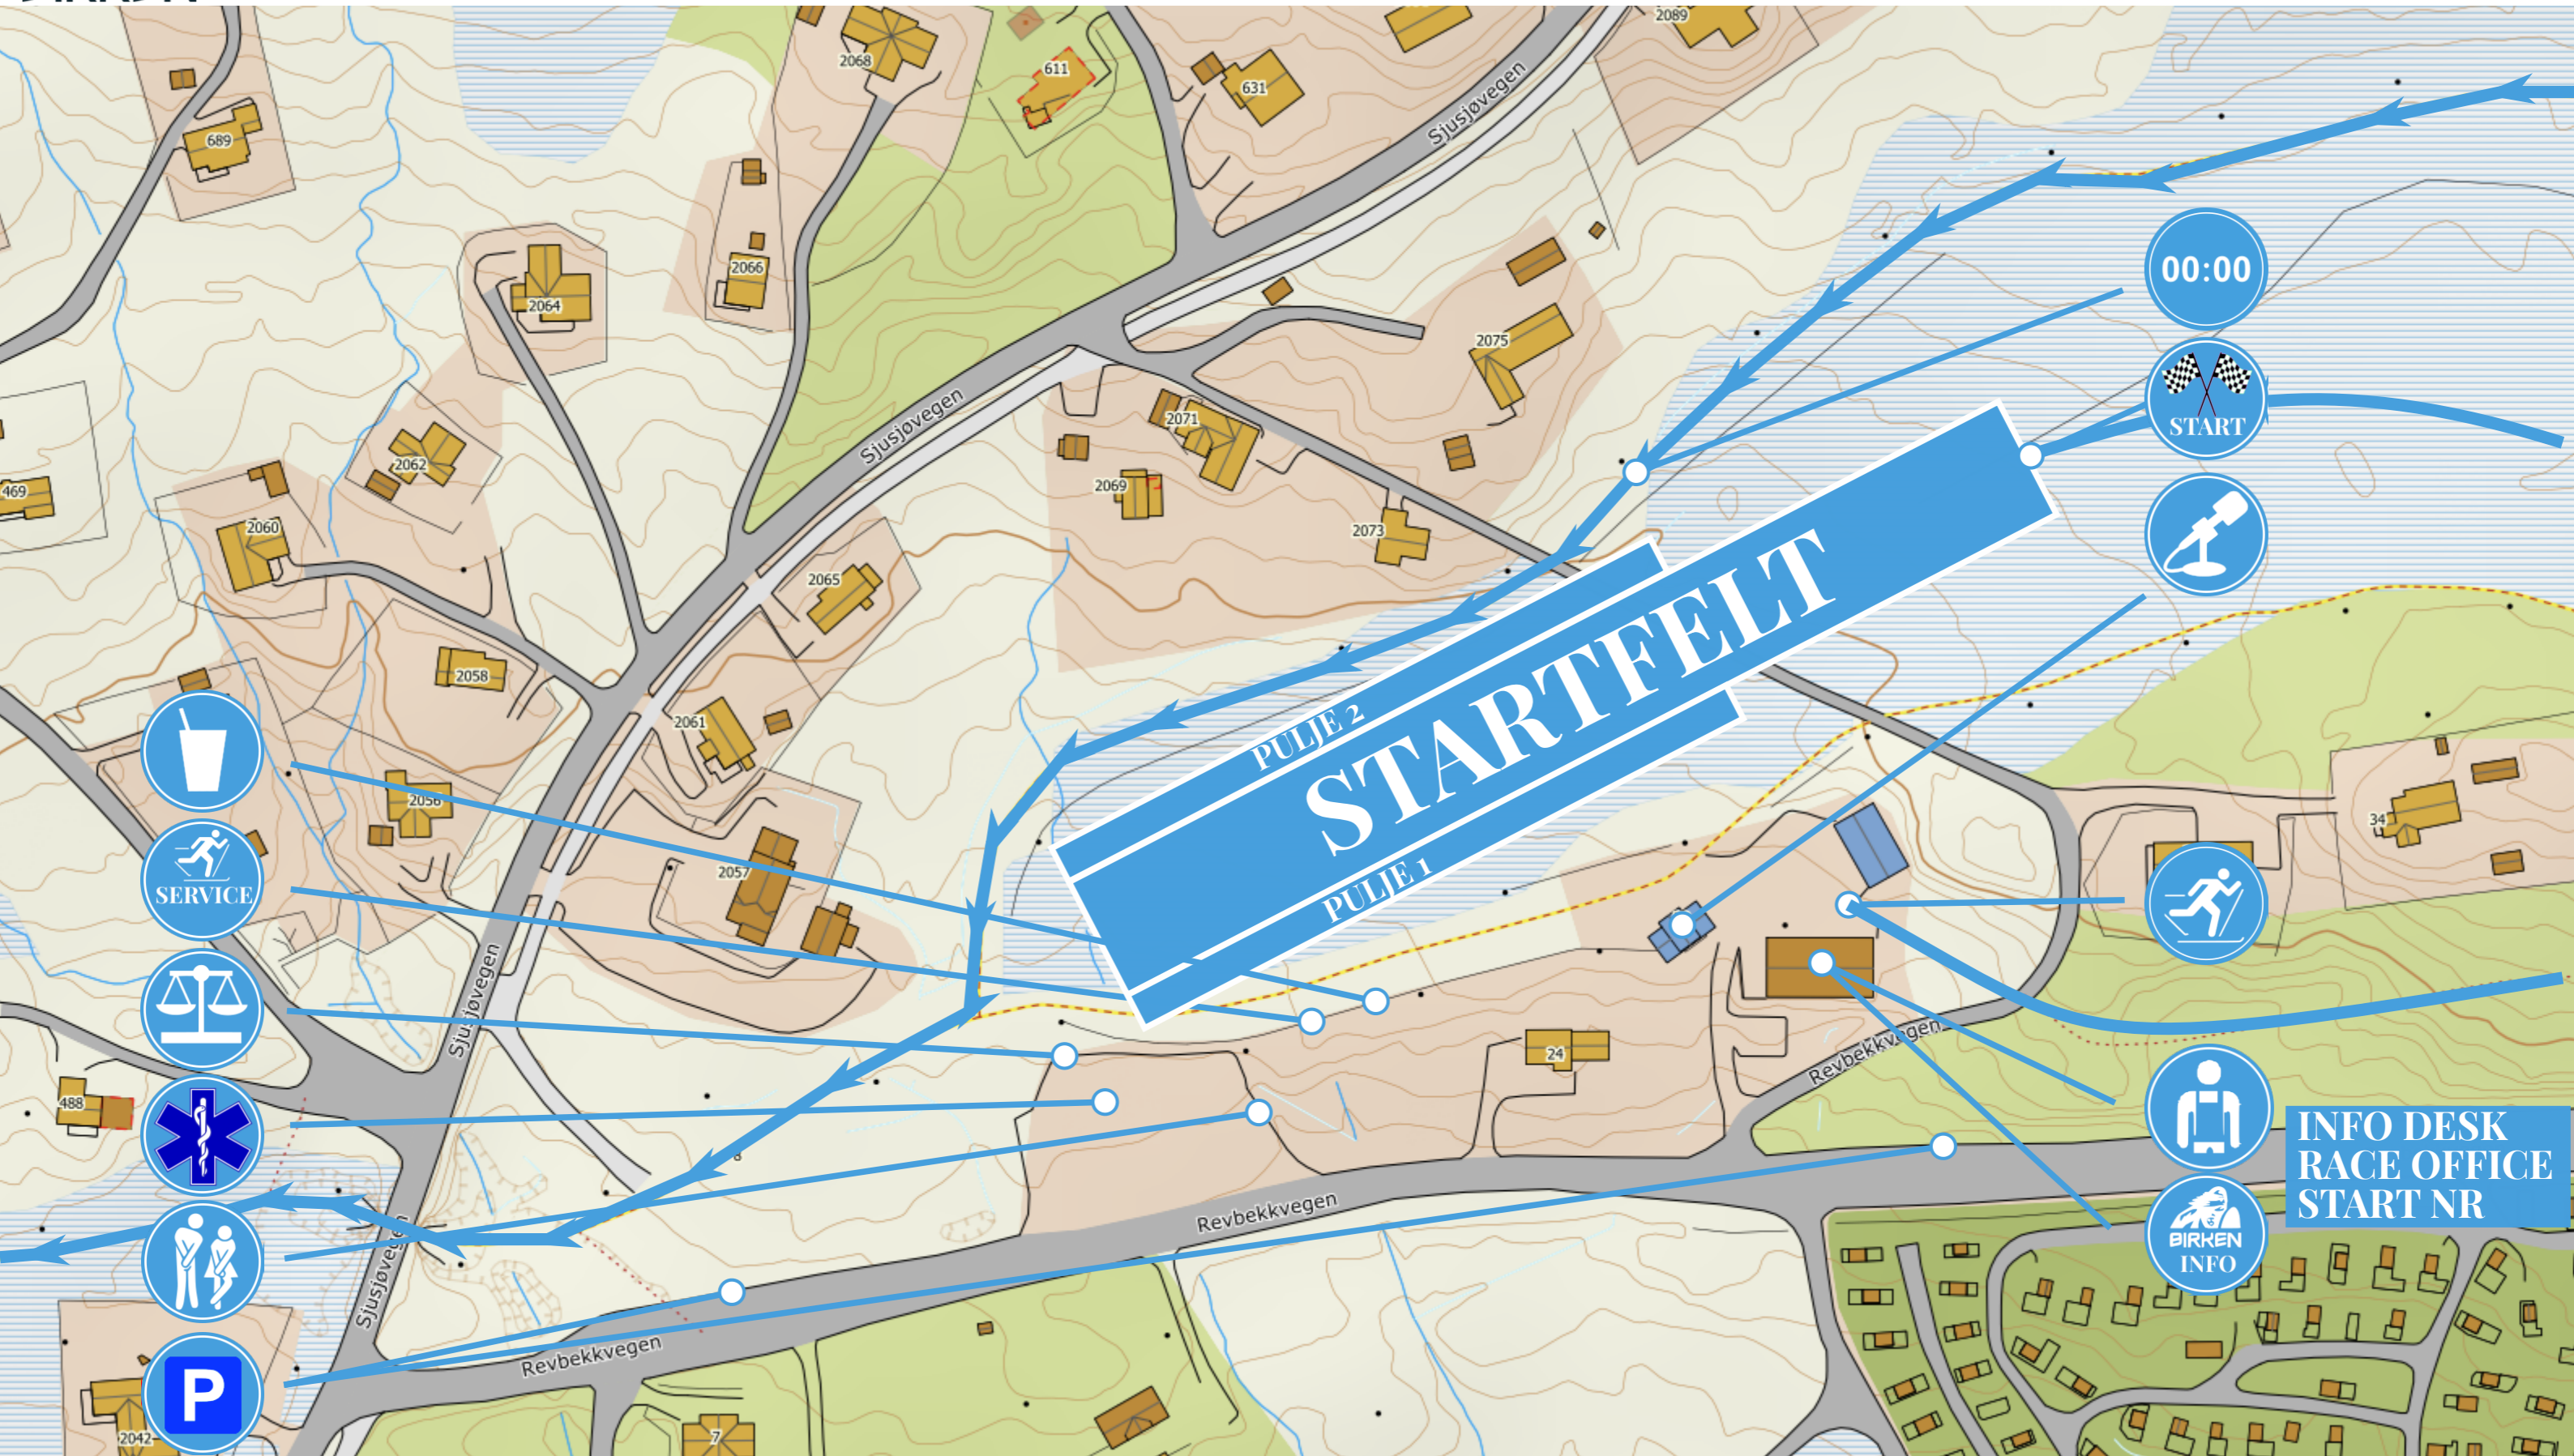 2068
611
631
2089
Sjusjøvegen
689
2066
2064
00:00
START
2075
Sjusjøvegen
2071
2062
2069
469
2060
2073
2065
STARTFELT
PULJE 2
PULJE 1
2058
2061
2056
34
2057
SERVICE
Sjusjøvegen
24
Revbekkvegen
488
INFO DESK
RACE OFFICE
START NR
Revbekkvegen
BIRKEN
INFO
Sjusjøvegen
Revbekkvegen
P
2042
7